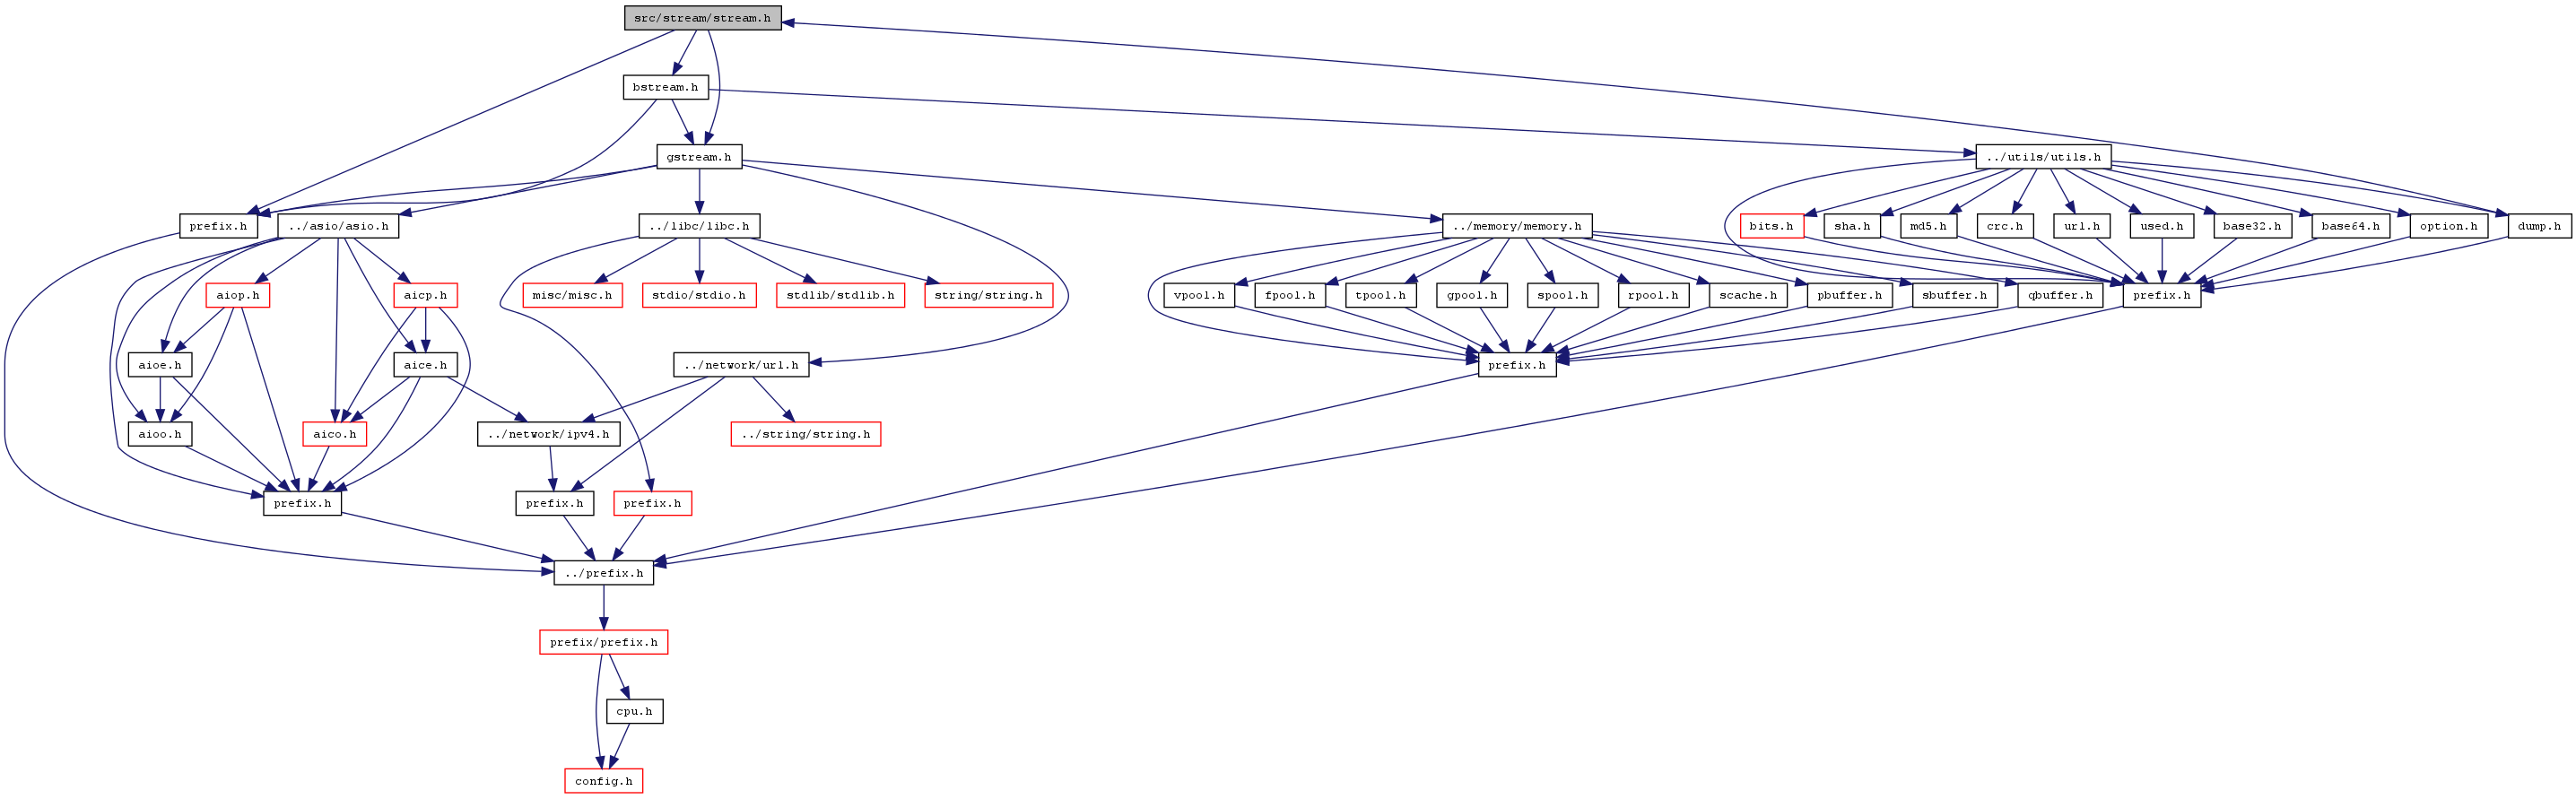 src/stream/stream.h
bstream.h
gstream.h
../utils/utils.h
prefix.h
../asio/asio.h
../libc/libc.h
../memory/memory.h
bits.h
sha.h
md5.h
crc.h
url.h
used.h
base32.h
base64.h
option.h
dump.h
aiop.h
aicp.h
misc/misc.h
stdio/stdio.h
stdlib/stdlib.h
string/string.h
vpool.h
fpool.h
tpool.h
gpool.h
spool.h
rpool.h
scache.h
pbuffer.h
sbuffer.h
qbuffer.h
prefix.h
aioe.h
aice.h
../network/url.h
prefix.h
aioo.h
aico.h
../network/ipv4.h
../string/string.h
prefix.h
prefix.h
prefix.h
../prefix.h
prefix/prefix.h
cpu.h
config.h